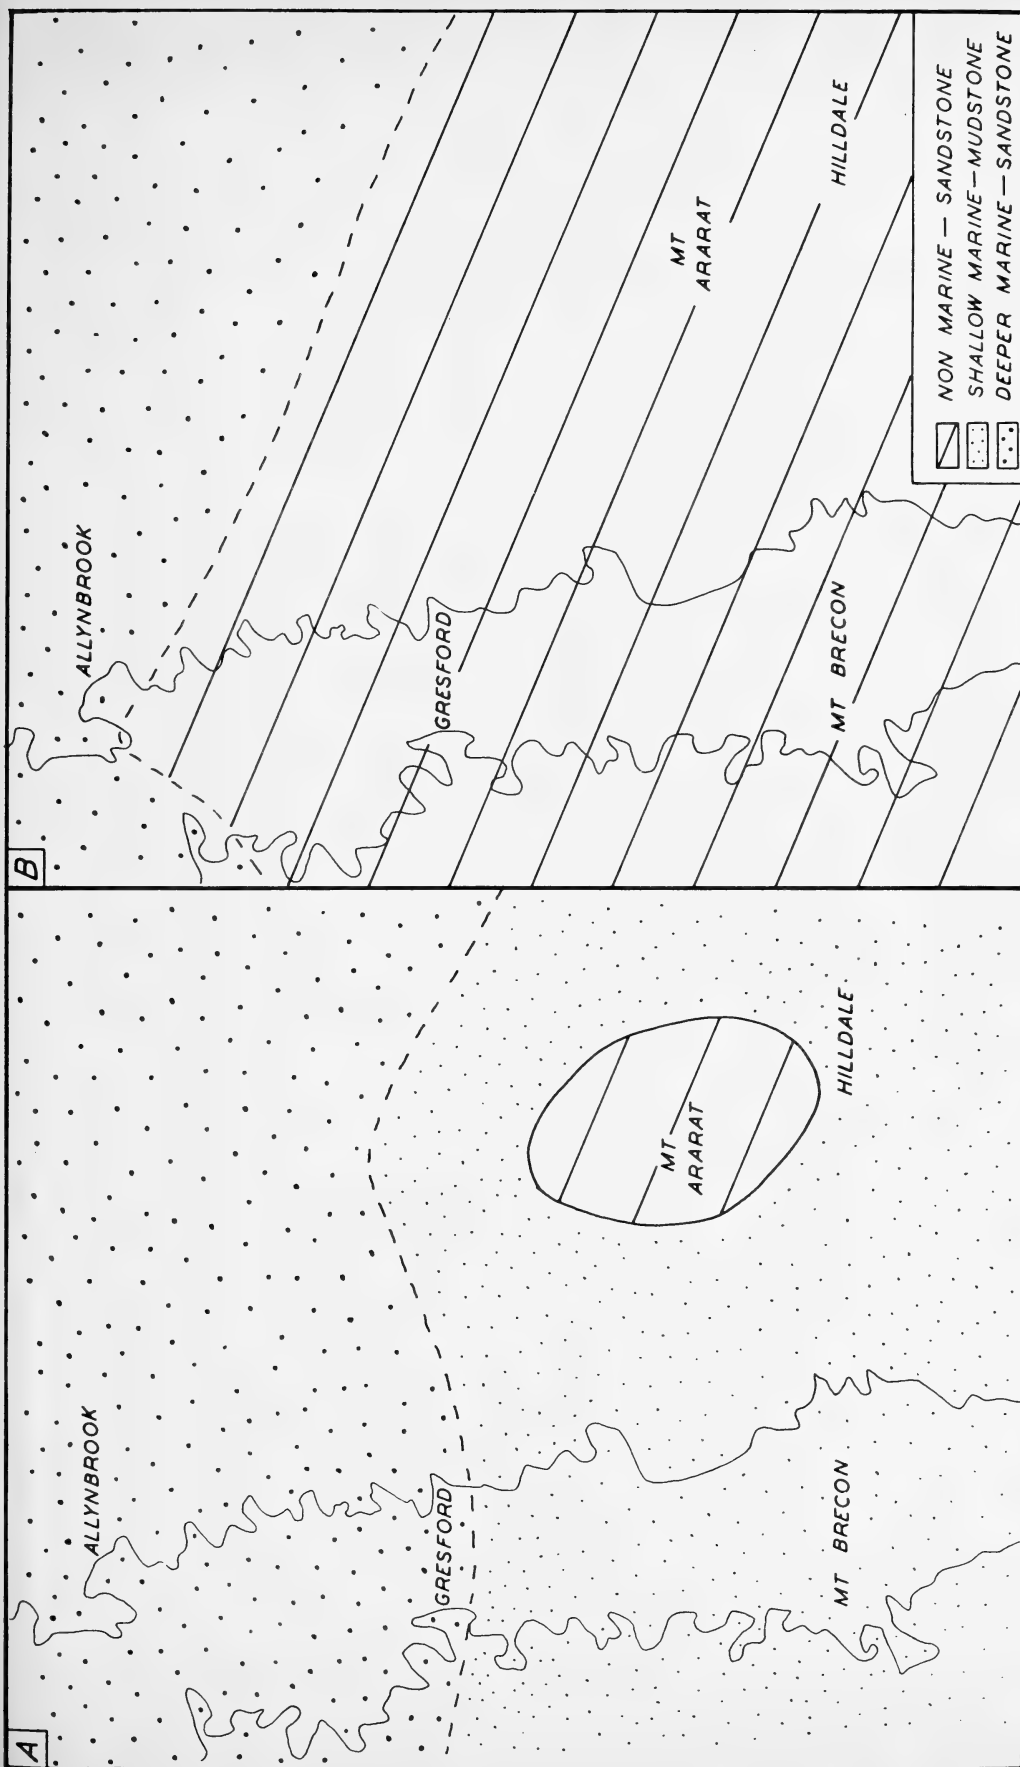 A
ALLYNBROOK
GRESFORD
MT
ARARAT
MT BRECON
HILLDALE
B
ALLYNBROOK
GRESFORD
MT
ARARAT
MT BRECON
HILLDALE
NON MARINE — SANDSTONE
SHALLOW MARINE — MUDSTONE
DEEPER MARINE — SANDSTONE